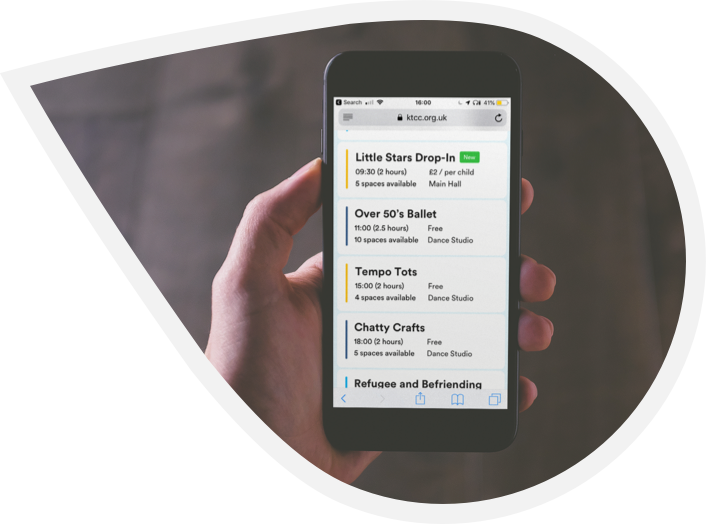 Search 16:00 41%
ktcc.org.uk
Little Stars Drop-In New
09:30 (2 hours) £2 / per child
5 spaces available Main Hall
Over 50's Ballet
11:00 (2.5 hours) Free
10 spaces available Dance Studio
Tempo Tots
15:00 (2 hours) Free
4 spaces available Dance Studio
Chatty Crafts
18:00 (2 hours) Free
5 spaces available Dance Studio
Refugee and Befriending